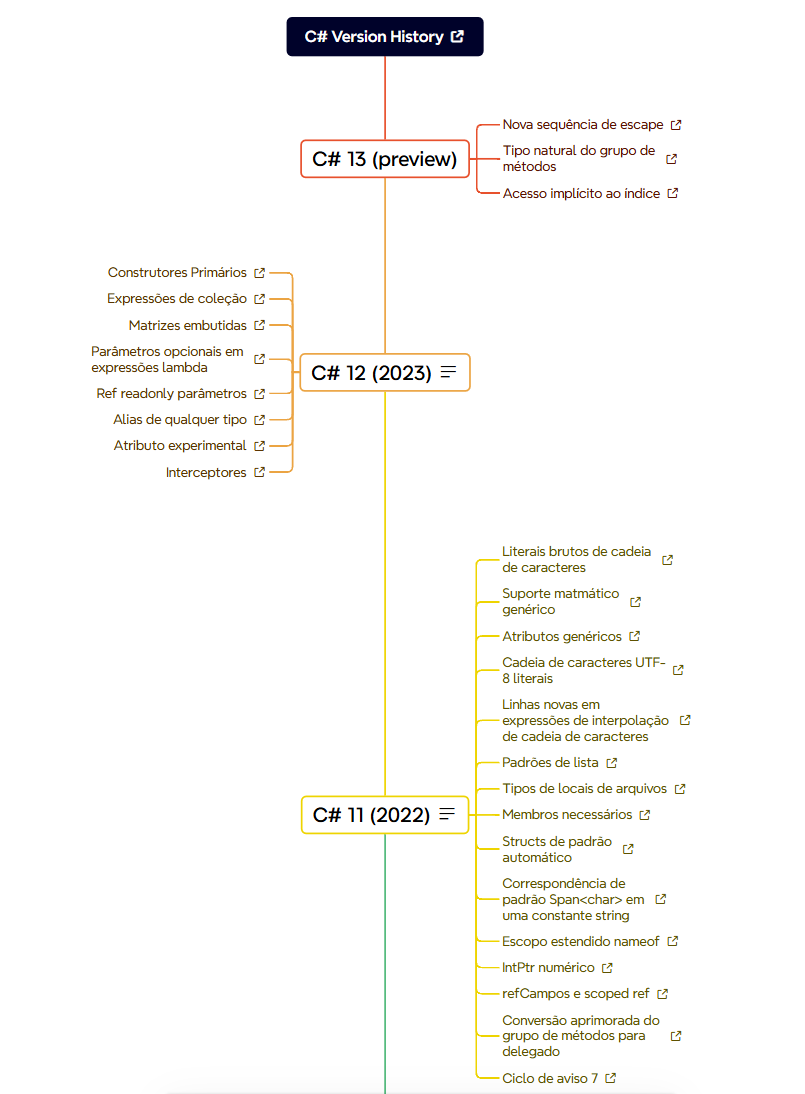 C# Version History
C# 13 (preview)
Nova sequência de escape
Tipo natural do grupo de
métodos
Acesso implícito ao índice
C# 12 (2023)
Construtores Primários
Expressões de coleção
Matrizes embutidas
Parâmetros opcionais em
expressões lambda
Ref readonly parâmetros
Alias de qualquer tipo
Atributo experimental
Interceptores
C# 11 (2022)
Literais brutos de cadeia
de caracteres
Suporte matmático
genérico
Atributos genéricos
Cadeia de caracteres UTF-
8 literais
Linhas novas em
expressões de interpolação
de cadeia de caracteres
Padrões de lista
Tipos de locais de arquivos
Membros necessários
Structs de padrão
automático
Correspondência de
padrão Span<char> em
uma constante string
Escopo estendido nameof
IntPtr numérico
refCampos e scoped ref
Conversão aprimorada do
grupo de métodos para
delegado
Ciclo de aviso 7